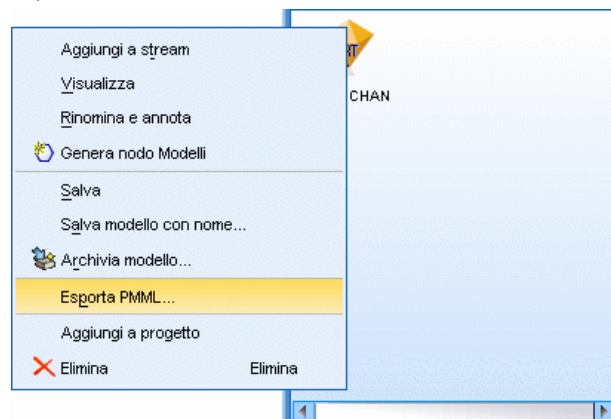 Aggiungi a stream
Visualizza
Rinomina e annota
Genera nodo Modelli
Salva
Salva modello con nome...
Archivia modello...
Esporta PMML...
Aggiungi a progetto
Elimina Elimina
CHAN